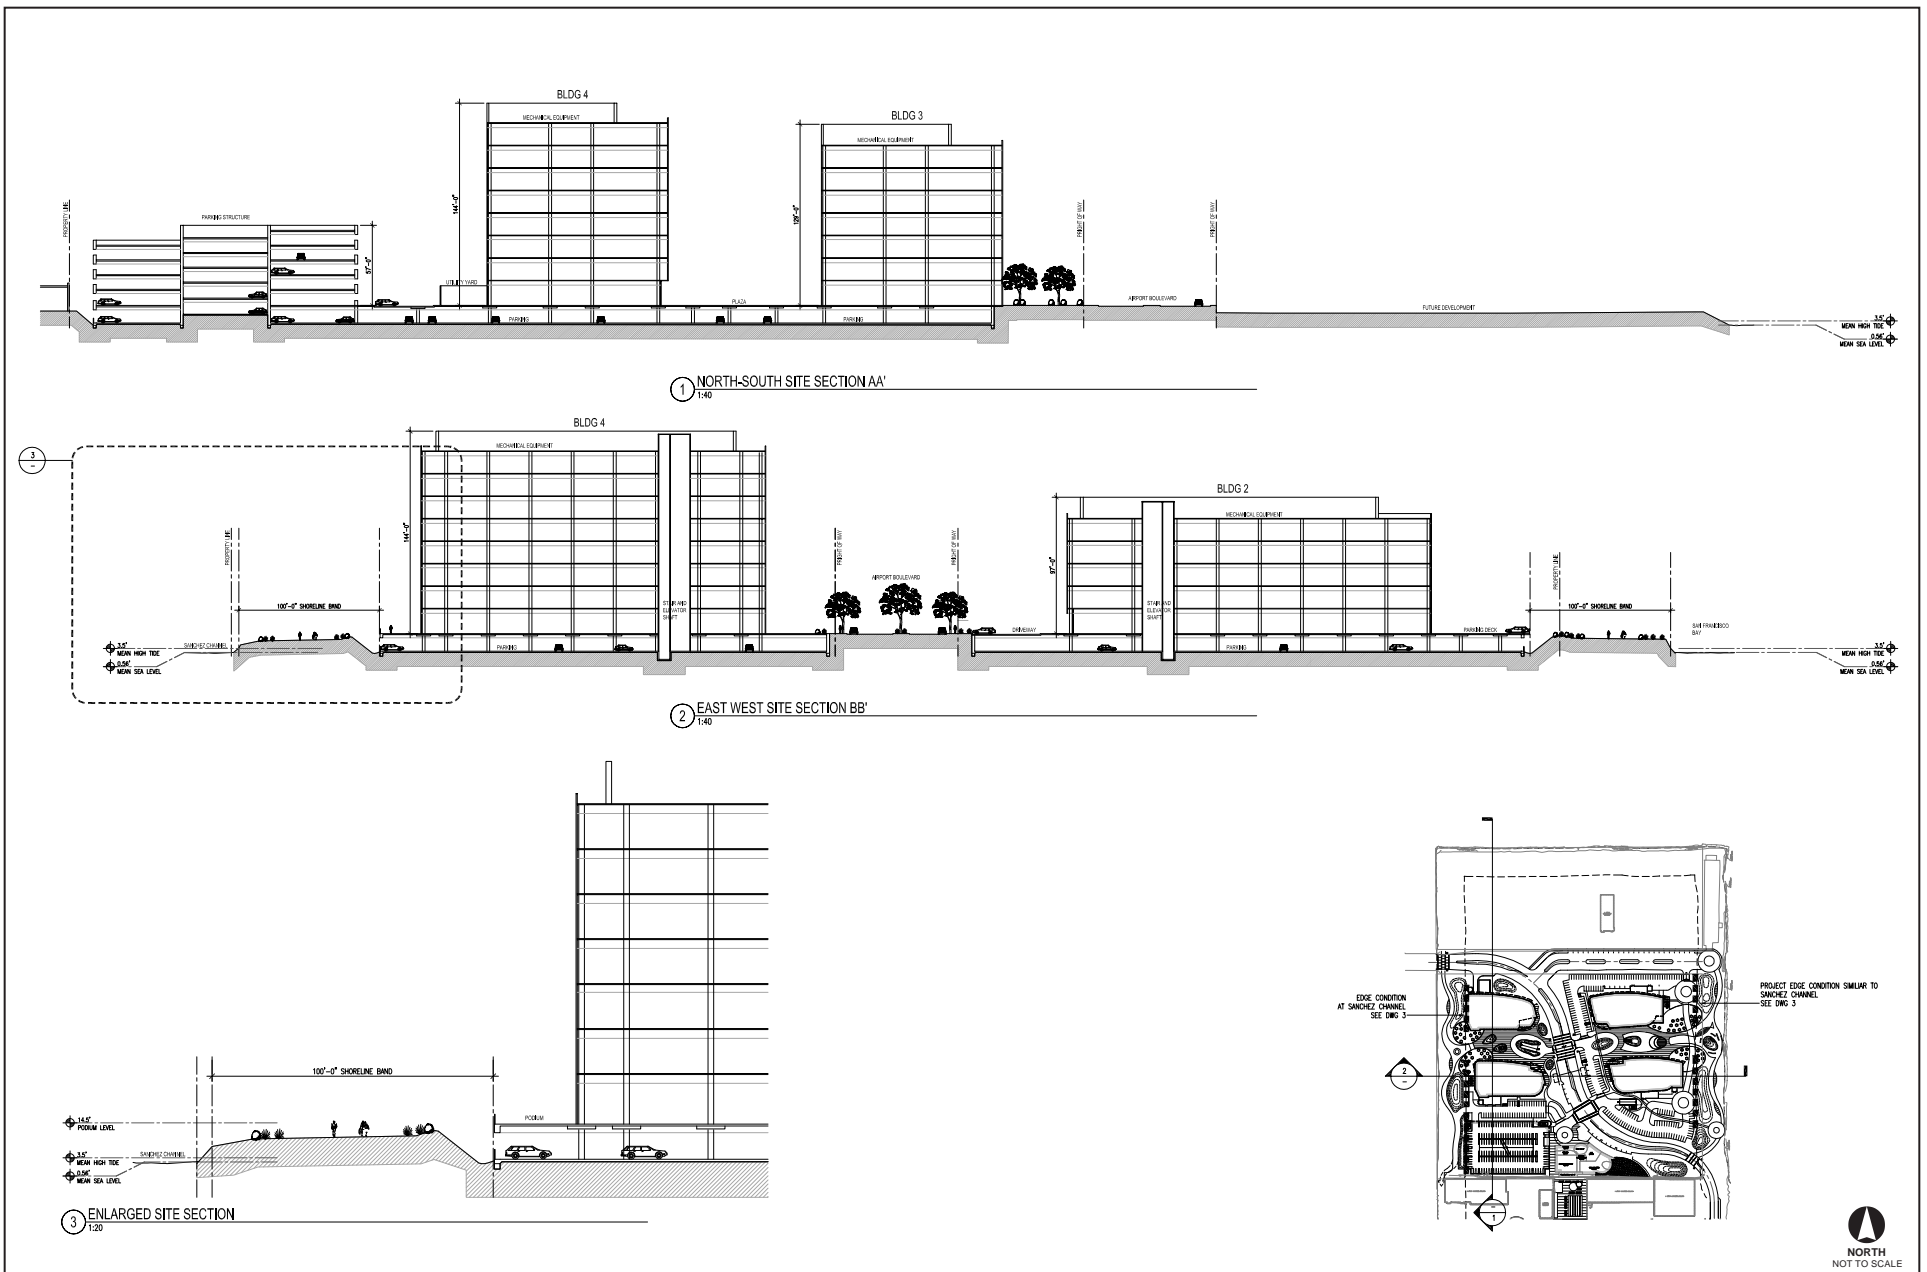 BLDG 4
MECHANICAL EQUIPMENT
144'-0"
BLDG 3
MECHANICAL EQUIPMENT
129'-0"
PROPERTY LINE
PARKING STRUCTURE
57'-0"
UTILITY YARD
PLAZA
PARKING
PARKING
PRIGHT OF WAY
PRIGHT OF WAY
AIRPORT BOULEVARD
FUTURE DEVELOPMENT
3.5'
MEAN HIGH TIDE
0.56'
MEAN SEA LEVEL
1
NORTH-SOUTH SITE SECTION AA'
1:40
3
-
BLDG 4
MECHANICAL EQUIPMENT
144'-0"
STAIR AND
ELEVATOR
SHAFT
PROPERTY LINE
100'-0" SHORELINE BAND
SANCHEZ CHANNEL
3.5'
MEAN HIGH TIDE
0.56'
MEAN SEA LEVEL
PARKING
PRIGHT OF WAY
AIRPORT BOULEVARD
PRIGHT OF WAY
BLDG 2
MECHANICAL EQUIPMENT
97'-0"
STAIR AND
ELEVATOR
SHAFT
DRIVEWAY
PARKING DECK
PARKING
PROPERTY LINE
100'-0" SHORELINE BAND
SAN FRANCISCO
BAY
3.5'
MEAN HIGH TIDE
0.56'
MEAN SEA LEVEL
2
EAST WEST SITE SECTION BB'
1:40
100'-0" SHORELINE BAND
PODIUM
14.5'
PODIUM LEVEL
3.5'
MEAN HIGH TIDE
0.56'
MEAN SEA LEVEL
SANCHEZ CHANNEL
3
ENLARGED SITE SECTION
1:20
EDGE CONDITION
AT SANCHEZ CHANNEL
SEE DWG 3
PROJECT EDGE CONDITION SIMILIAR TO
SANCHEZ CHANNEL
SEE DWG 3
2
-
-
1
NORTH
NOT TO SCALE